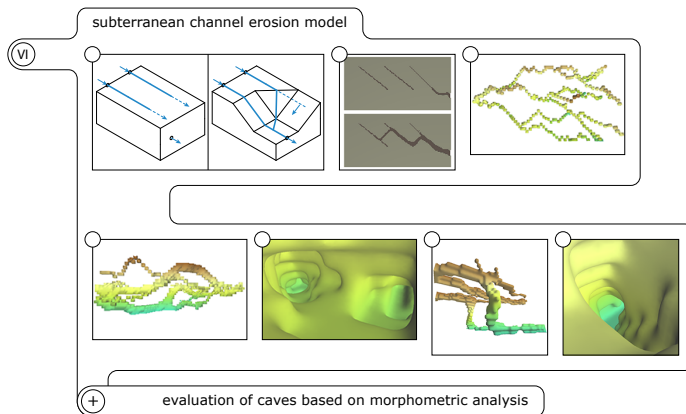 subterranean channel erosion model
VI
+
evaluation of caves based on morphometric analysis